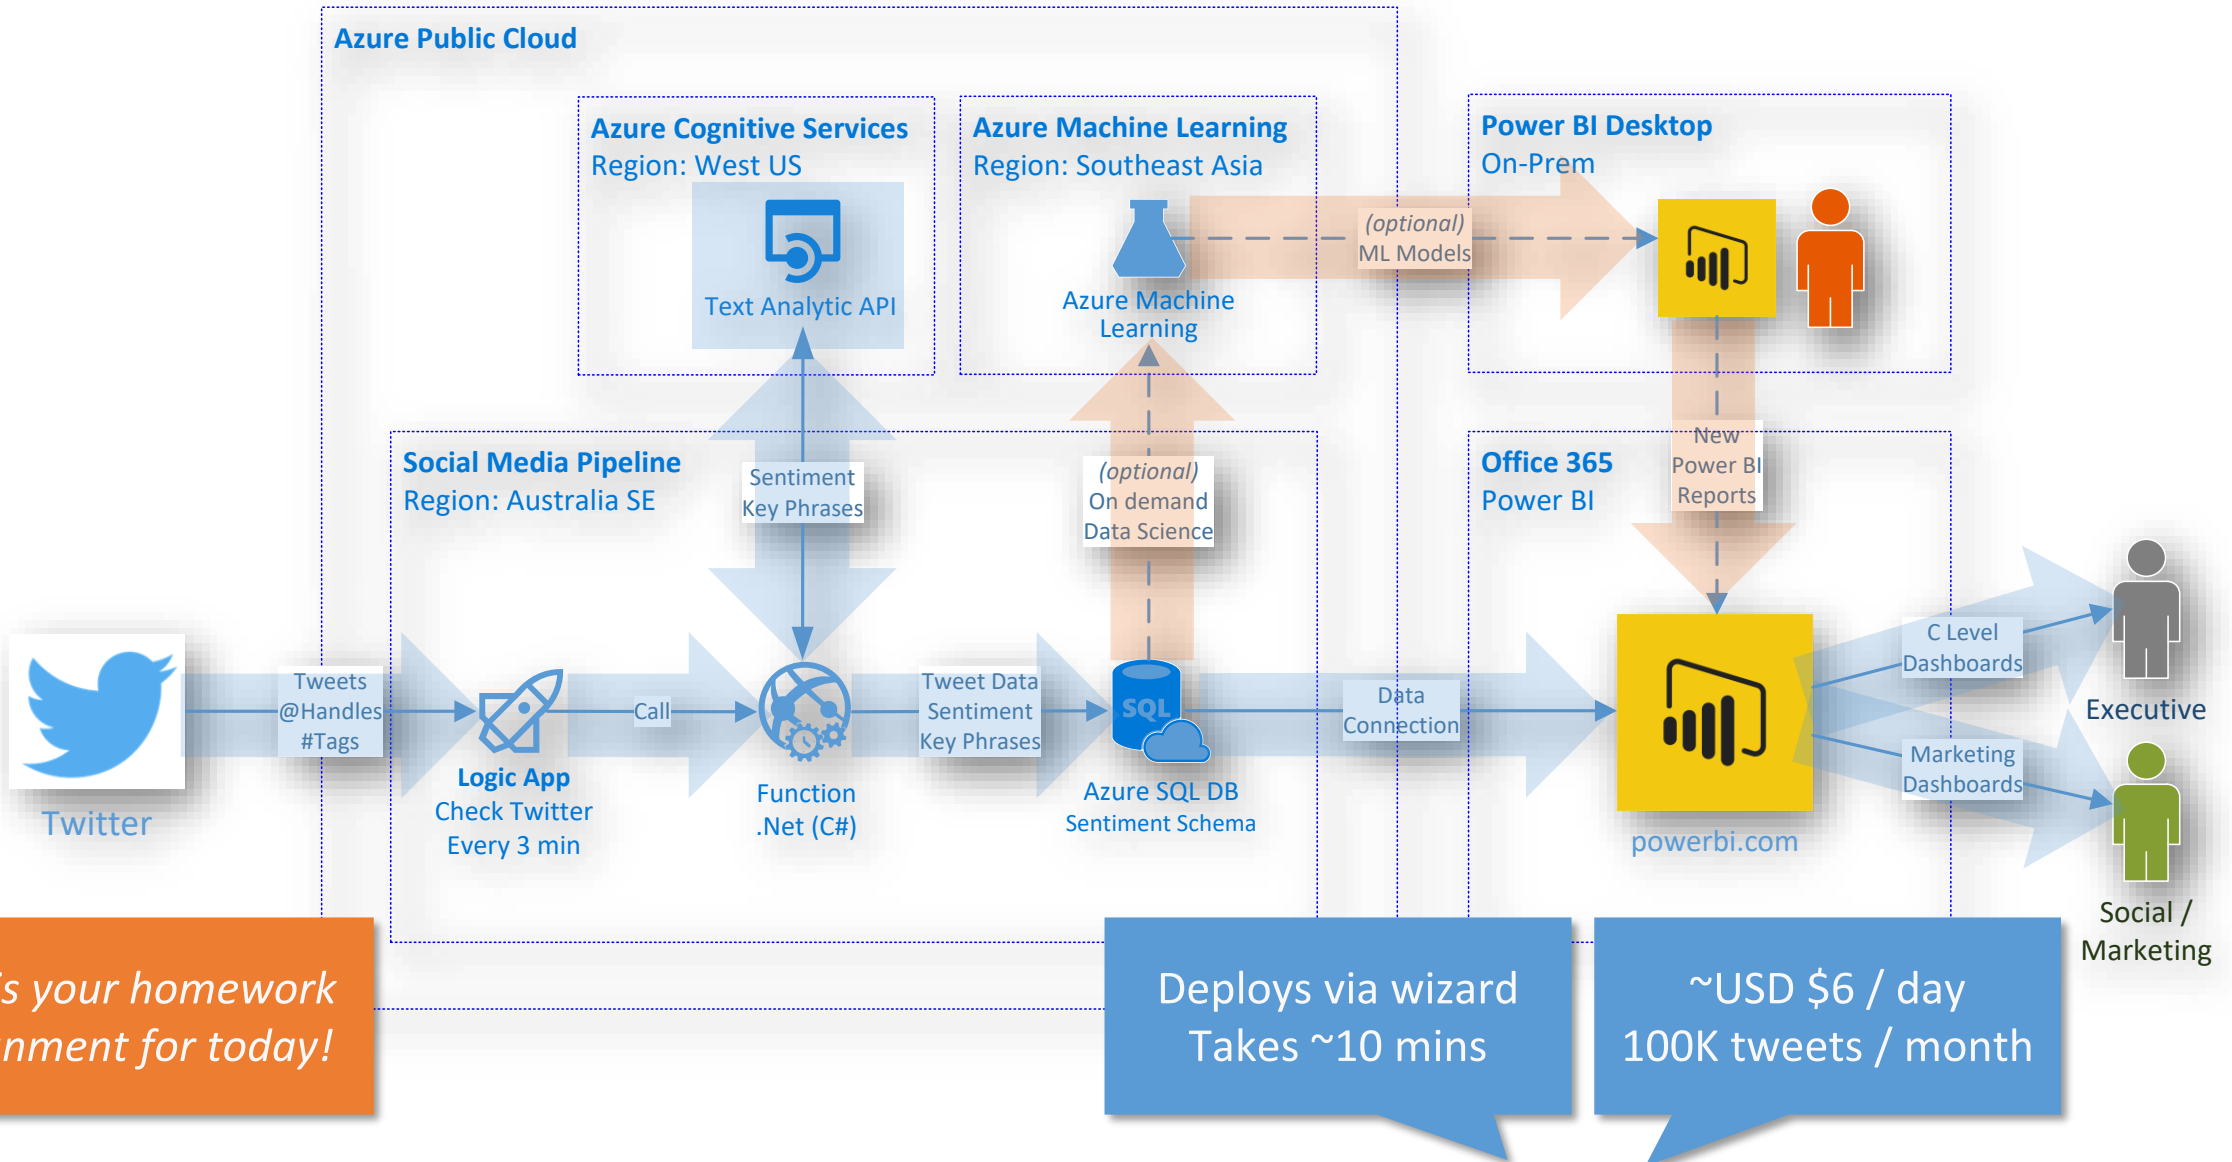 Azure Public Cloud
Azure Cognitive Services
Region: West US
Text Analytic API
Azure Machine Learning
Region: Southeast Asia
Azure Machine
Learning
(optional)
ML Models
Power BI Desktop
On-Prem
New
Power BI
Reports
Social Media Pipeline
Region: Australia SE
Sentiment
Key Phrases
(optional)
On demand
Data Science
Office 365
Power BI
Twitter
Tweets
@Handles
#Tags
Logic App
Check Twitter
Every 3 min
Call
Function
.Net (C#)
Tweet Data
Sentiment
Key Phrases
SQL
Azure SQL DB
Sentiment Schema
Data
Connection
powerbi.com
C Level
Dashboards
Executive
Marketing
Dashboards
Social /
Marketing
your homework
for today!
Deploys via wizard
Takes ~10 mins
~USD $6 / day
100K tweets / month